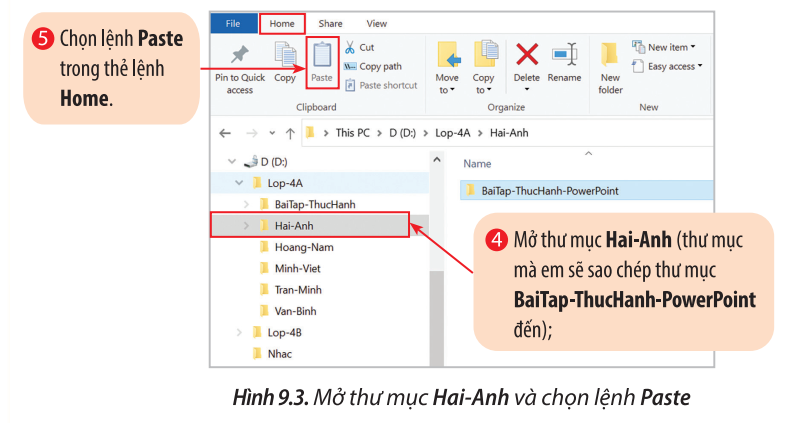 5 Chọn lệnh Paste
trong thẻ lệnh
Home.
File Home Share View
Pin to Quick
access
Copy
Paste
Cut
Copy path
Paste shortcut
Clipboard
Move
to
Copy
to
Delete
Rename
Organize
New
folder
New item
Easy access
New
This PC > D (D:) > Lop-4A > Hai-Anh
D (D:)
Lop-4A
BaiTap-ThucHanh
Hai-Anh
Hoang-Nam
Minh-Viet
Tran-Minh
Van-Binh
Lop-4B
Nhac
Name
BaiTap-ThucHanh-PowerPoint
4 Mở thư mục Hai-Anh (thư mục
mà em sẽ sao chép thư mục
BaiTap-ThucHanh-PowerPoint
đến);
Hình 9.3. Mở thư mục Hai-Anh và chọn lệnh Paste